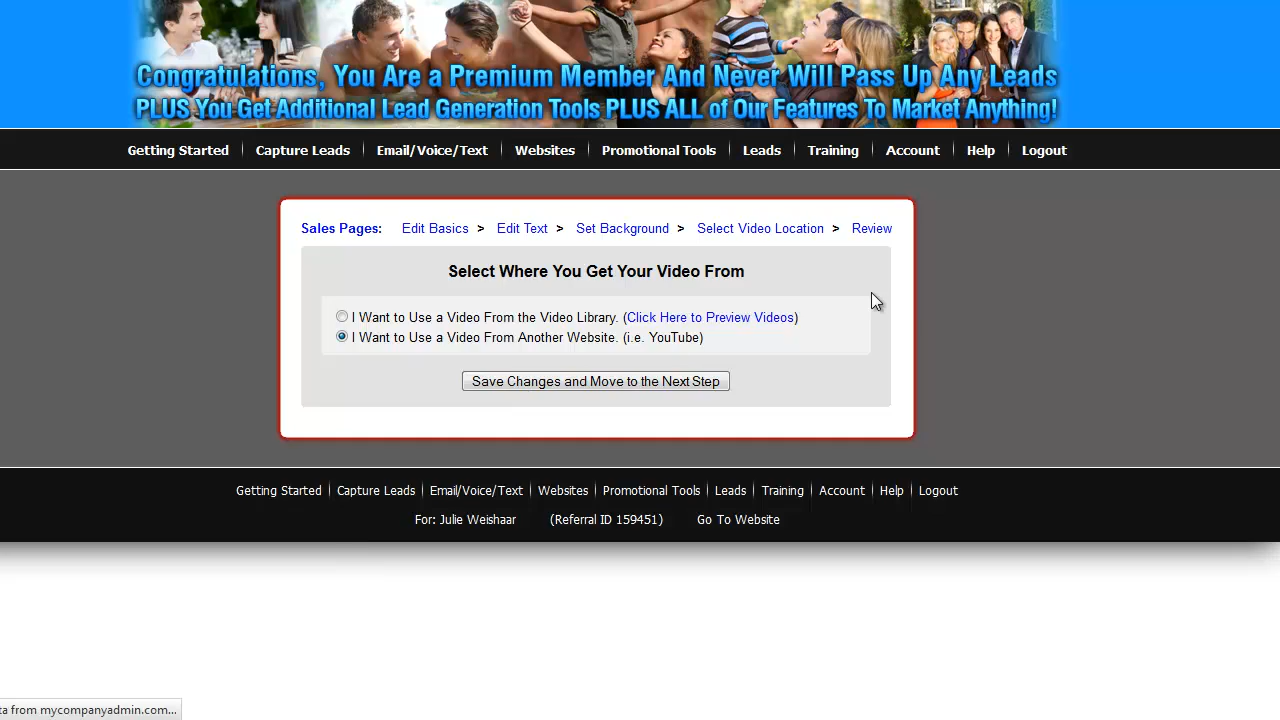 Congratulations, You Are a Premium Member And Never Will Pass Up Any Leads
PLUS You Get Additional Lead Generation Tools PLUS ALL of Our Features To Market Anything!
Getting Started Capture Leads Email/Voice/Text Websites Promotional Tools Leads Training Account Help Logout
Sales Pages: Edit Basics > Edit Text > Set Background > Select Video Location > Review
Select Where You Get Your Video From
I Want to Use a Video From the Video Library. (Click Here to Preview Videos)
I Want to Use a Video From Another Website. (i.e. YouTube)
Save Changes and Move to the Next Step
Getting Started Capture Leads Email/Voice/Text Websites Promotional Tools Leads Training Account Help Logout
For: Julie Weishaar (Referral ID 159451) Go To Website
ta from mycompanyadmin.com...